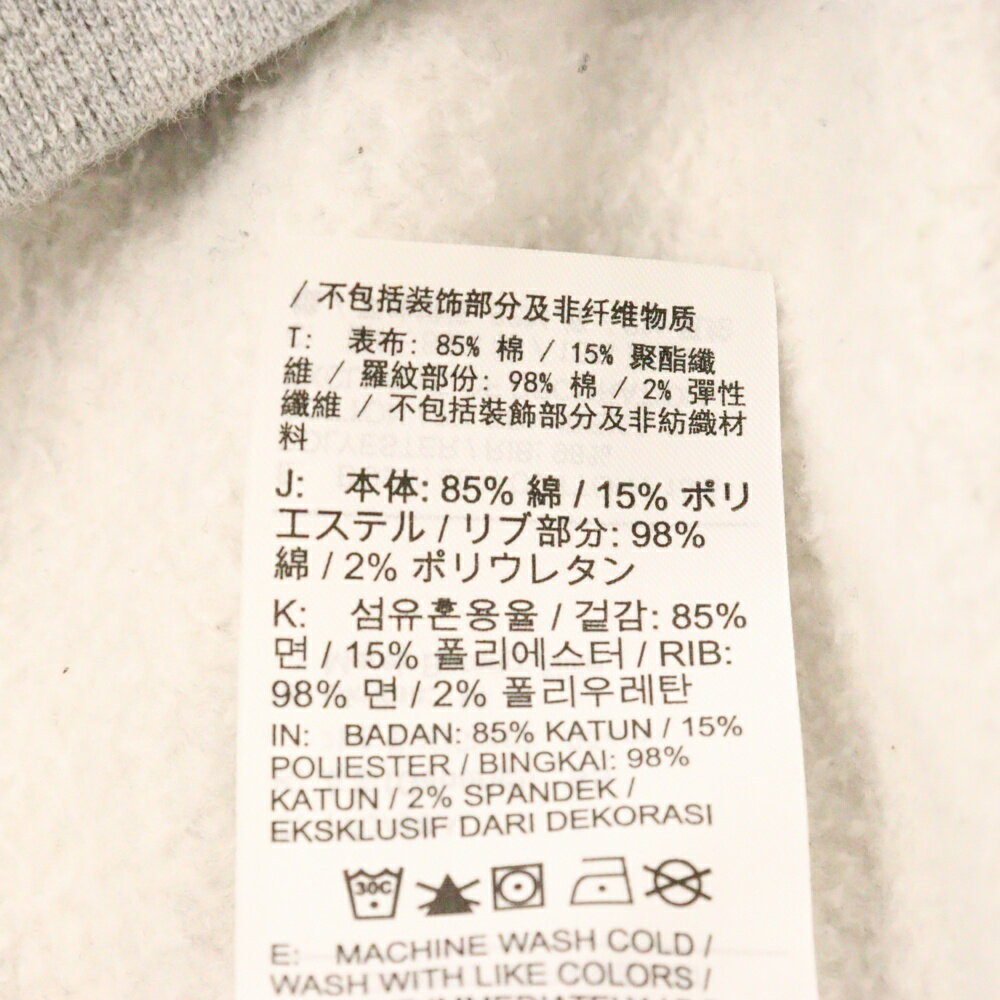 / 不包括装饰部分及非纤维物质
T: 表布: 85% 棉 / 15% 聚酯纖
維 / 羅紋部份: 98% 棉 / 2% 彈性
纖維 / 不包括裝飾部分及非紡織材
料
J: 本体: 85% 綿 / 15% ポリ
エステル / リブ部分: 98%
綿 / 2% ポリウレタン
K: 섬유혼용율 / 겉감: 85%
면 / 15% 폴리에스터 / RIB:
98% 면 / 2% 폴리우레탄
IN: BADAN: 85% KATUN / 15%
POLIESTER / BINGKAI: 98%
KATUN / 2% SPANDEK /
EKSKLUSIF DARI DEKORASI
30C
E: MACHINE WASH COLD /
WASH WITH LIKE COLORS /